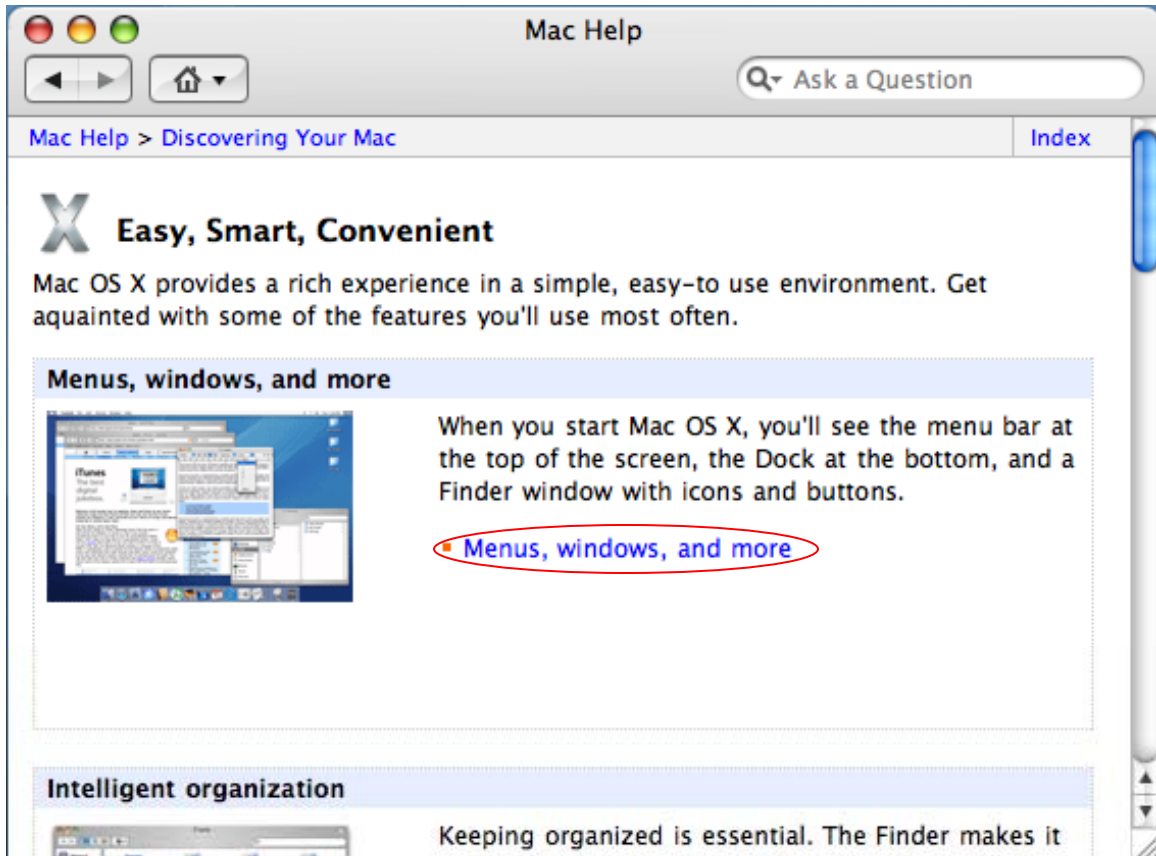 Mac Help
Ask a Question
Mac Help > Discovering Your Mac
Index
Easy, Smart, Convenient
Mac OS X provides a rich experience in a simple, easy-to use environment. Get
aquainted with some of the features you'll use most often.
Menus, windows, and more
When you start Mac OS X, you'll see the menu bar at
the top of the screen, the Dock at the bottom, and a
Finder window with icons and buttons.
iTunes
The best
digital
Menus, windows, and more
Intelligent organization
Keeping organized is essential. The Finder makes it